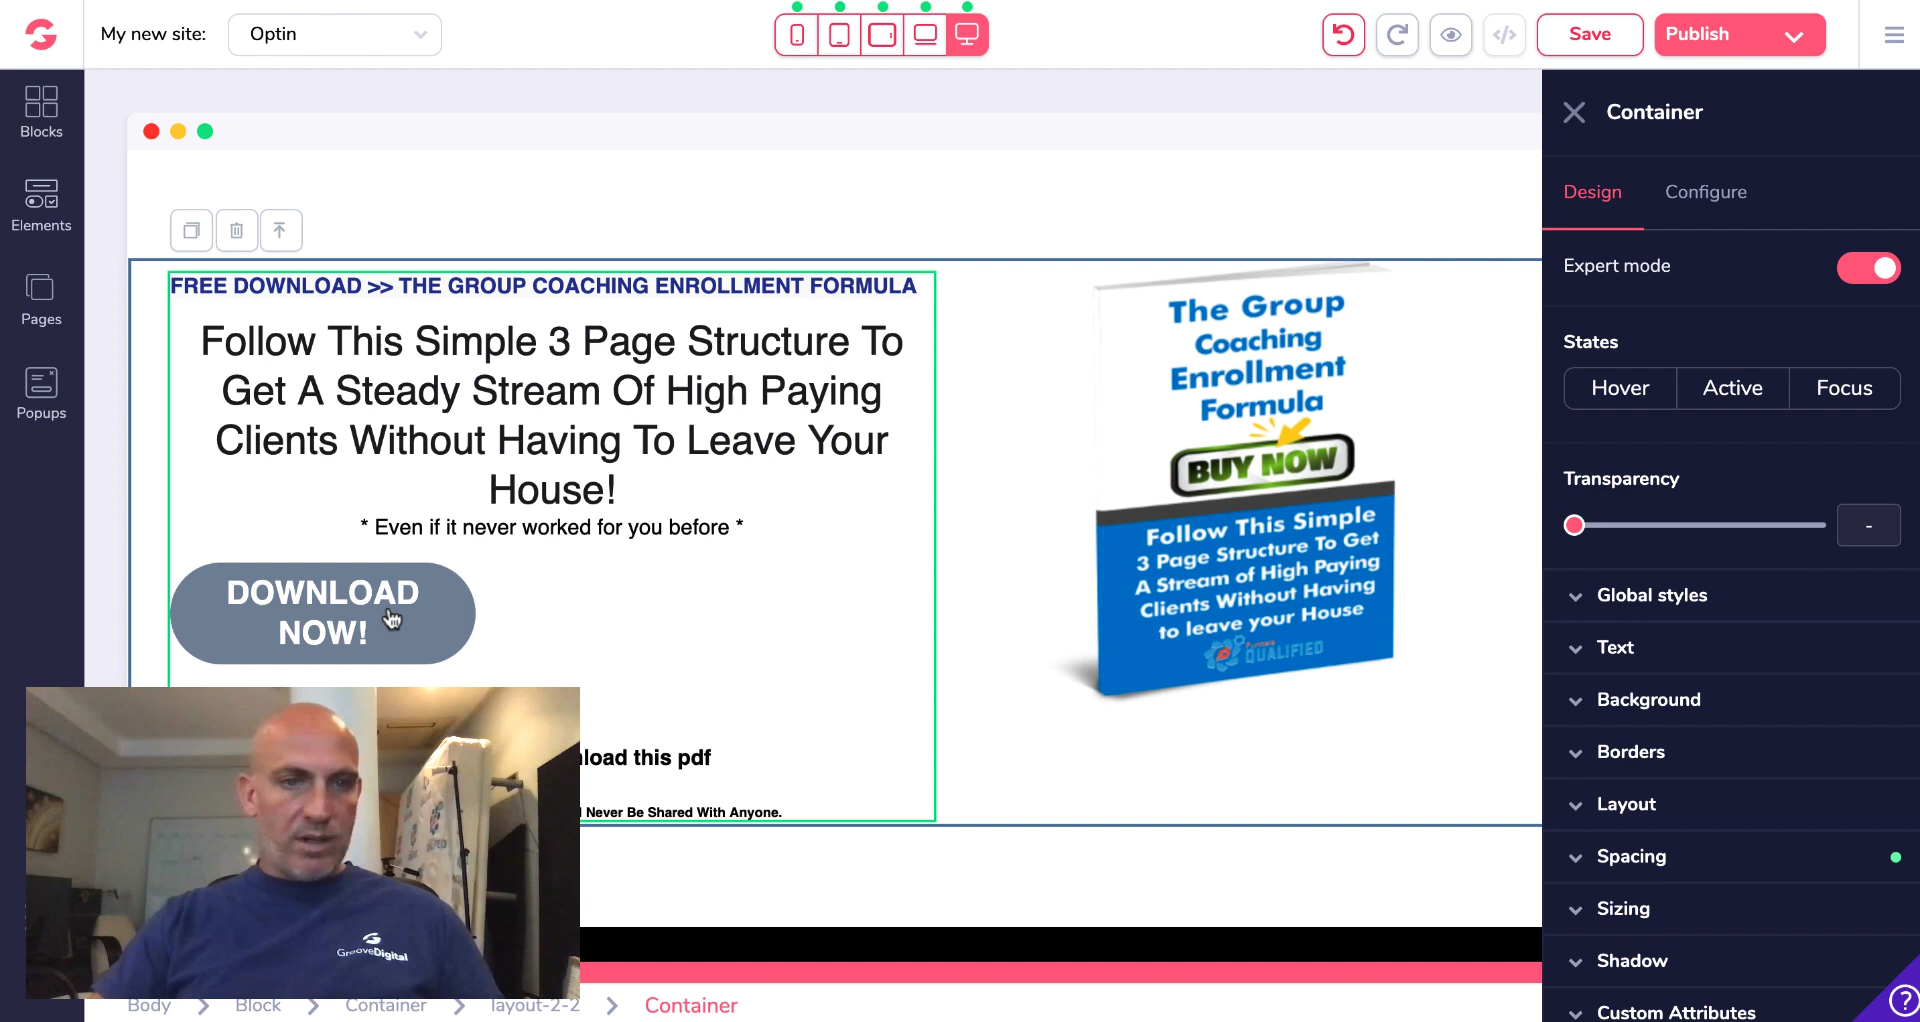 My new site:
Optin
Save
Publish
Blocks
Elements
Pages
Popups
FREE DOWNLOAD >> THE GROUP COACHING ENROLLMENT FORMULA
Follow This Simple 3 Page Structure To
Get A Steady Stream Of High Paying
Clients Without Having To Leave Your
House!
* Even if it never worked for you before *
DOWNLOAD
NOW!
load this pdf
Never Be Shared With Anyone.
The Group
Coaching
Enrollment
Formula
BUY NOW
Follow This Simple
3 Page Structure To Get
A Stream of High Paying
Clients Without Having
to leave your House
QUALIFIED
GrooveDigital
Body
Block
Container
layout-2-2
Container
Container
Design
Configure
Expert mode
States
Hover
Active
Focus
Transparency
-
Global styles
Text
Background
Borders
Layout
Spacing
Sizing
Shadow
Custom Attributes
?